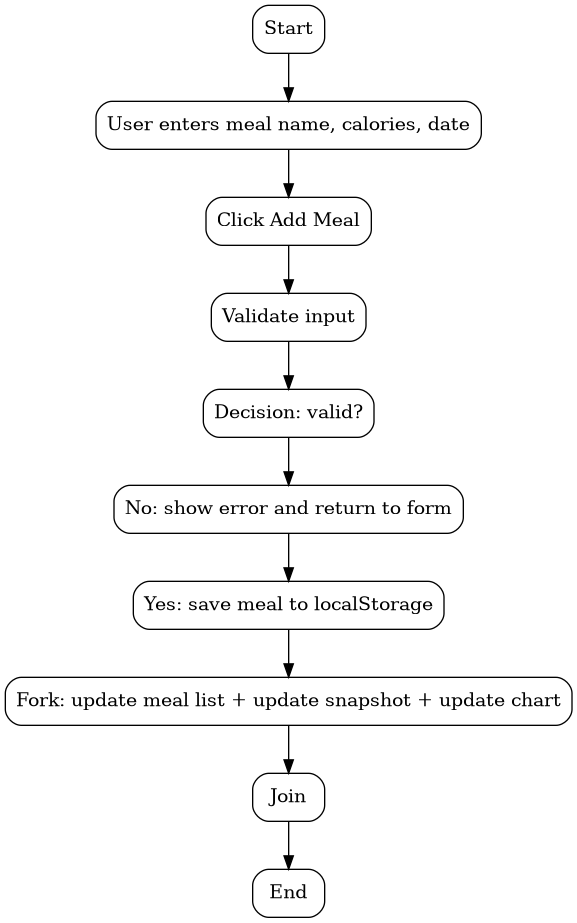 Start
User enters meal name, calories, date
Click Add Meal
Validate input
Decision: valid?
No: show error and return to form
Yes: save meal to localStorage
Fork: update meal list + update snapshot + update chart
Join
End